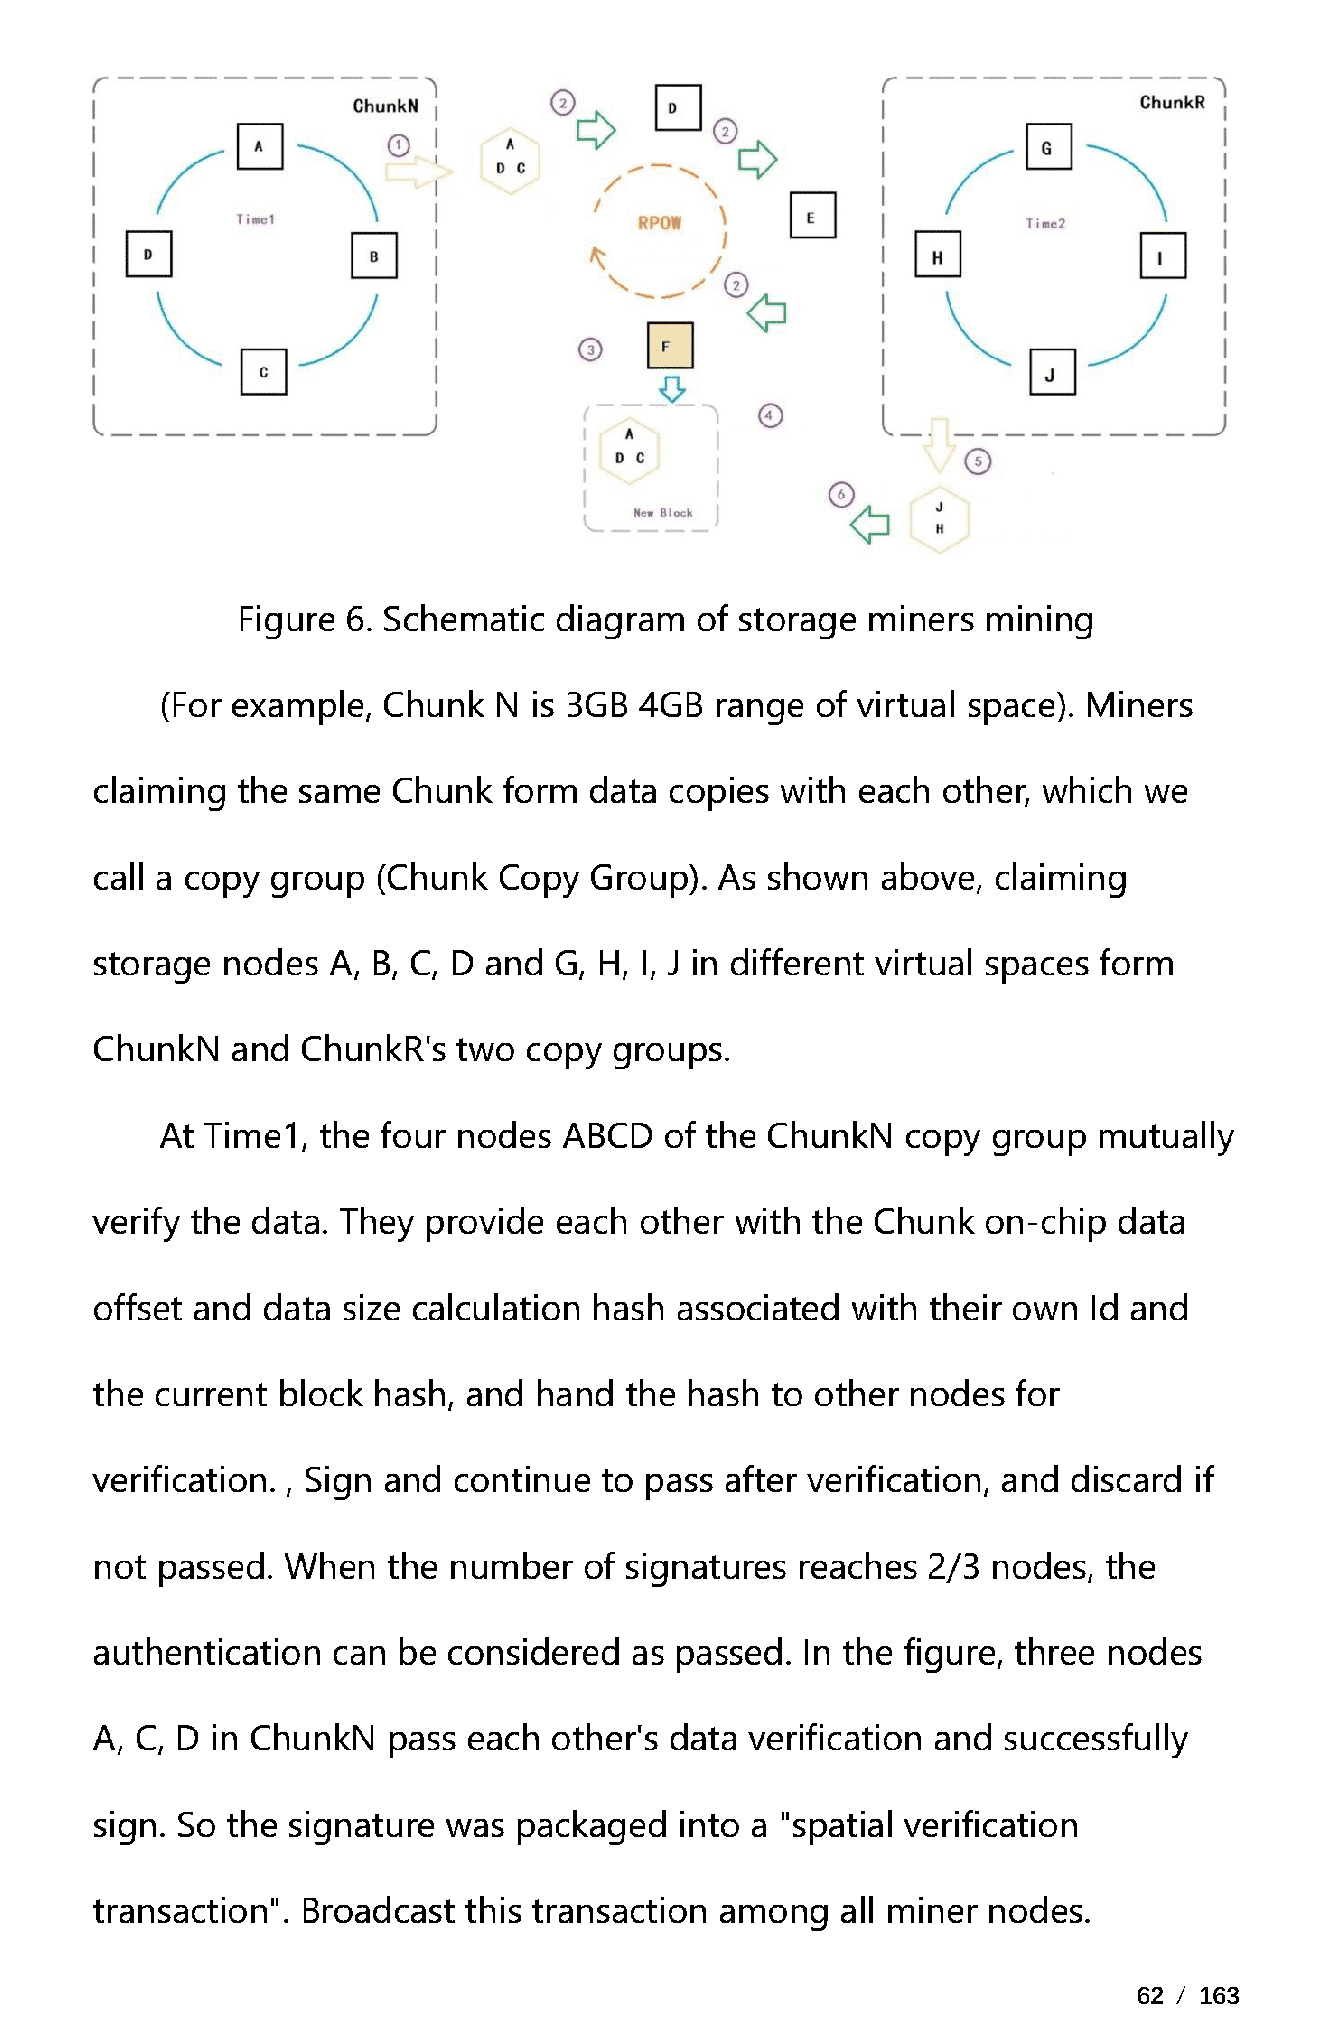 ChunkN
②
D
ChunkR
A
①
A
D C
②
G
Time1
RPOW
E
Time2
D
B
H
I
②
③
F
C
J
④
A
D C
⑤
⑥
New Block
J
H
Figure 6. Schematic diagram of storage miners mining
(For example, Chunk N is 3GB 4GB range of virtual space). Miners
claiming the same Chunk form data copies with each other, which we
call a copy group (Chunk Copy Group). As shown above, claiming
storage nodes A, B, C, D and G, H, I, J in different virtual spaces form
ChunkN and ChunkR's two copy groups.
At Time1, the four nodes ABCD of the ChunkN copy group mutually
verify the data. They provide each other with the Chunk on-chip data
offset and data size calculation hash associated with their own Id and
the current block hash, and hand the hash to other nodes for
verification. , Sign and continue to pass after verification, and discard if
not passed. When the number of signatures reaches 2/3 nodes, the
authentication can be considered as passed. In the figure, three nodes
A, C, D in ChunkN pass each other's data verification and successfully
sign. So the signature was packaged into a "spatial verification
transaction". Broadcast this transaction among all miner nodes.
62 / 163